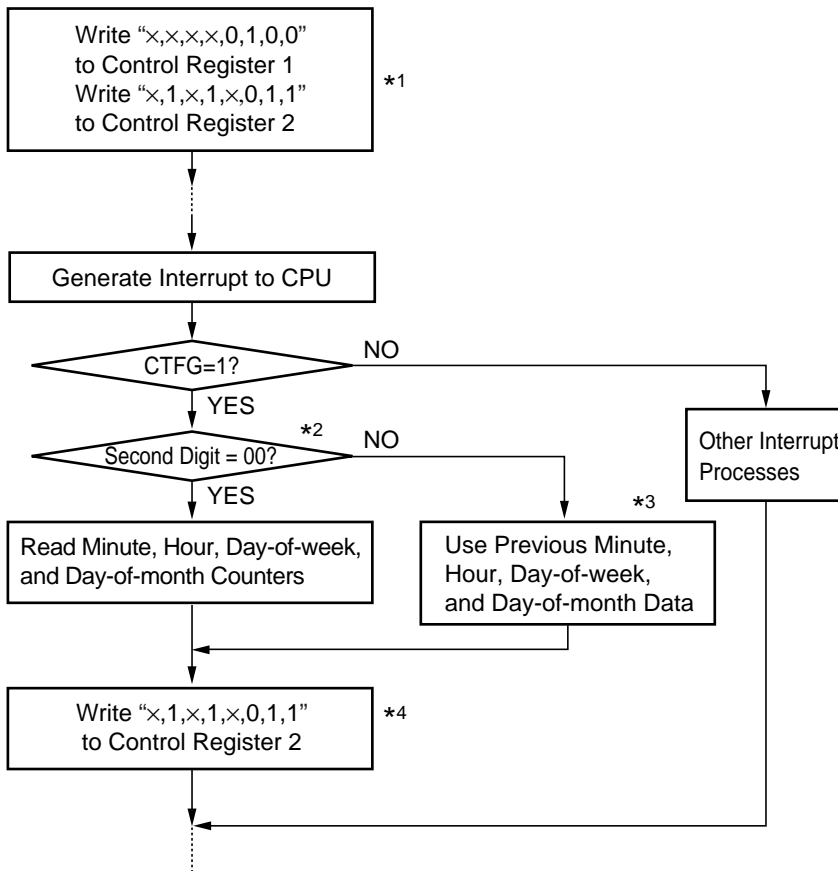 Write “×,×,×,×,0,1,0,0”
to Control Register 1
Write “×,1,×,1,×,0,1,1”
to Control Register 2
*1
Generate Interrupt to CPU
CTFG=1?
NO
YES
*2
Second Digit = 00?
NO
YES
Other Interrupt
Processes
*3
Read Minute, Hour, Day-of-week,
and Day-of-month Counters
Use Previous Minute,
Hour, Day-of-week,
and Day-of-month Data
Write “×,1,×,1,×,0,1,1”
to Control Register 2
*4